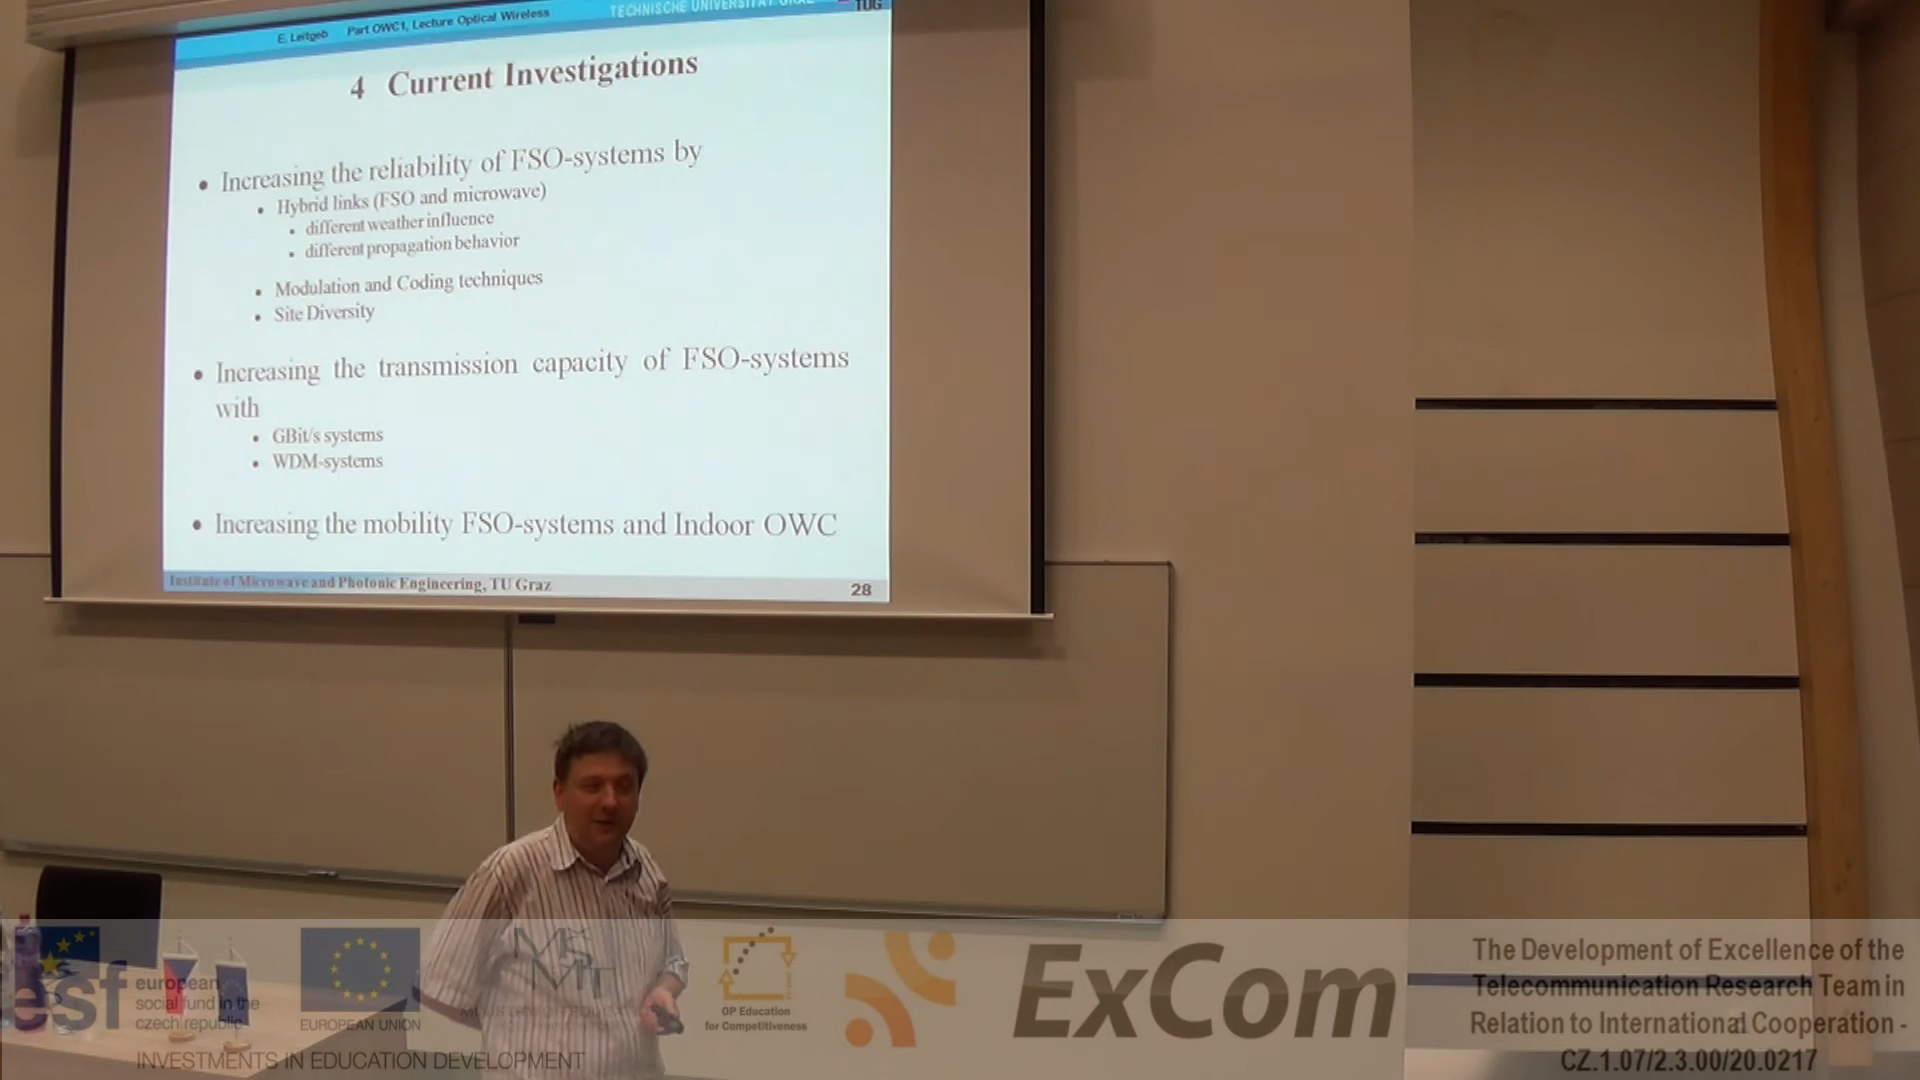 E. Leitgeb Part OWC1, Lecture Optical Wireless TECHNISCHE UNIVERSITÄT GRAZ TUG
4 Current Investigations
• Increasing the reliability of FSO-systems by
• Hybrid links (FSO and microwave)
• different weather influence
• different propagation behavior
• Modulation and Coding techniques
• Site Diversity
• Increasing the transmission capacity of FSO-systems
with
• GBit/s systems
• WDM-systems
• Increasing the mobility FSO-systems and Indoor OWC
Institute of Microwave and Photonic Engineering, TU Graz 28
esf european
social fund in the
czech republic
EUROPEAN UNION
OP Education
for Competitiveness
INVESTMENTS IN EDUCATION DEVELOPMENT
ExCom
The Development of Excellence of the
Telecommunication Research Team in
Relation to International Cooperation -
CZ.1.07/2.3.00/20.0217